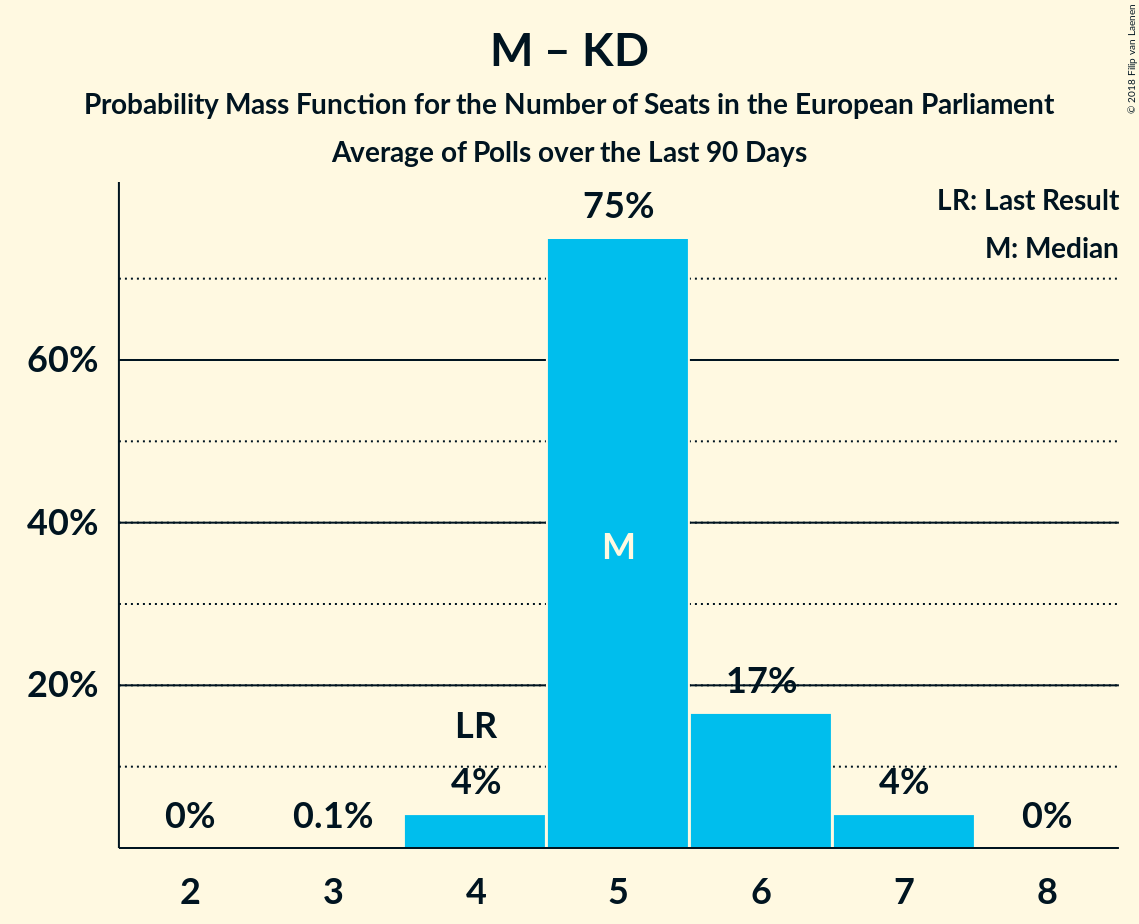 M – KD
Probability Mass Function for the Number of Seats in the European Parliament
Average of Polls over the Last 90 Days
© 2018 Filip van Laenen
LR: Last Result
M: Median
75%
60%
40%
M
20%
17%
LR
4%
4%
0%
0.1%
0%
2 3 4 5 6 7 8